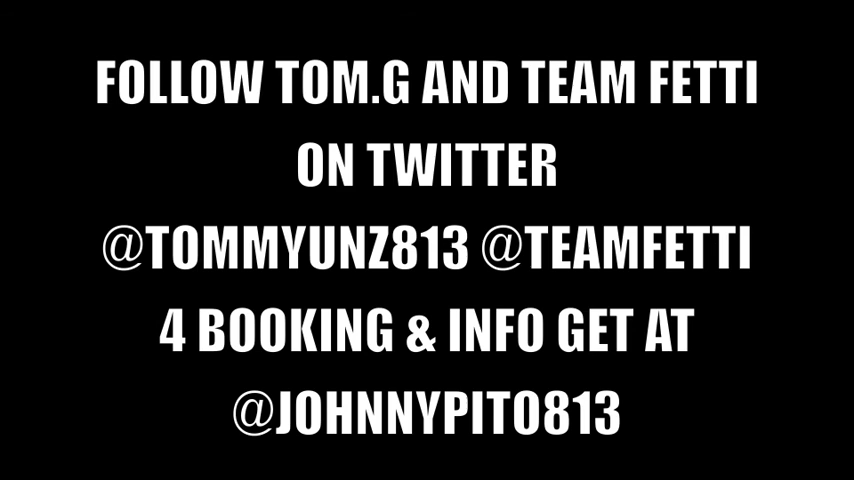 FOLLOW TOM.G AND TEAM FETTI
ON TWITTER
@TOMMYUNZ813 @TEAMFETTI
4 BOOKING & INFO GET AT
@JOHNNYPITO813